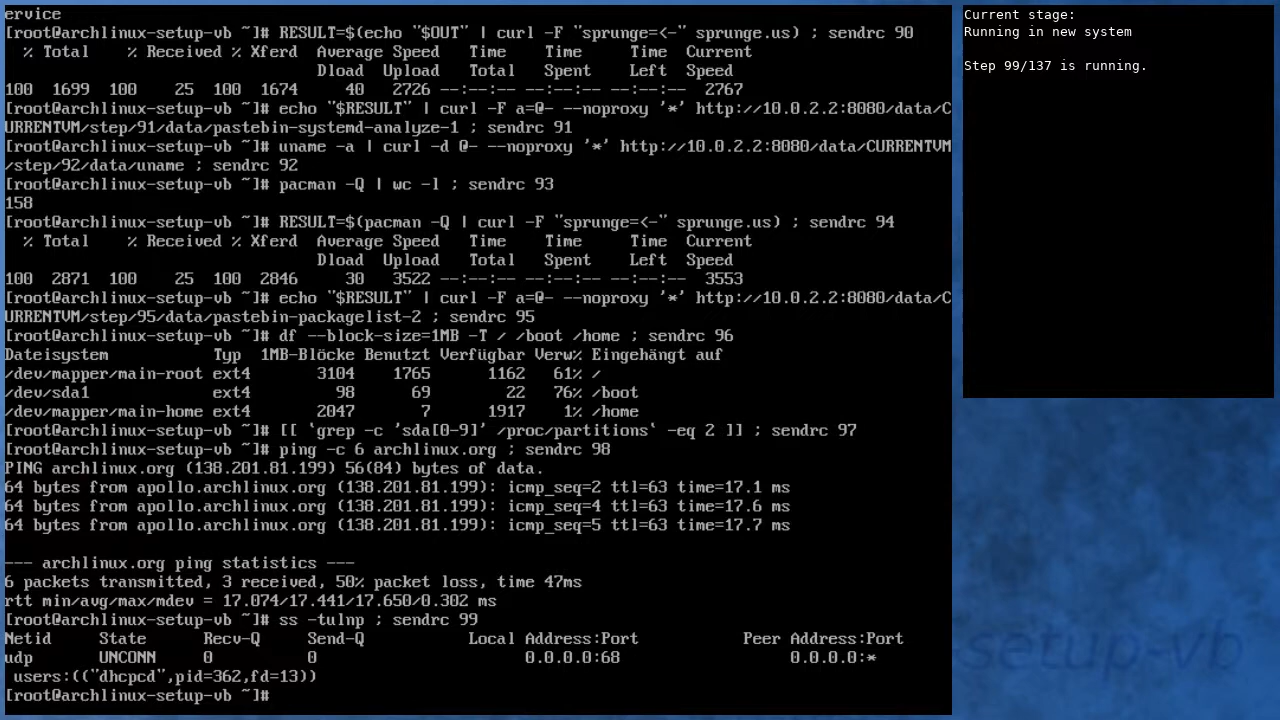 ervice
[root@archlinux-setup-vb ~]# RESULT=$(echo "$OUT" | curl -F "sprunge=<-" sprunge.us) ; sendrc 90
  % Total    % Received % Xferd  Average Speed   Time    Time     Time  Current
                                 Dload  Upload   Total   Spent    Left  Speed
100  1699  100    25  100  1674     40   2726 --:--:-- --:--:-- --:--:--  2767
[root@archlinux-setup-vb ~]# echo "$RESULT" | curl -F a=@- --noproxy '*' http://10.0.2.2:8080/data/C
URRENTVM/step/91/data/pastebin-systemd-analyze-1 ; sendrc 91
[root@archlinux-setup-vb ~]# uname -a | curl -d @- --noproxy '*' http://10.0.2.2:8080/data/CURRENTVM
/step/92/data/uname ; sendrc 92
[root@archlinux-setup-vb ~]# pacman -Q | wc -l ; sendrc 93
158
[root@archlinux-setup-vb ~]# RESULT=$(pacman -Q | curl -F "sprunge=<-" sprunge.us) ; sendrc 94
  % Total    % Received % Xferd  Average Speed   Time    Time     Time  Current
                                 Dload  Upload   Total   Spent    Left  Speed
100  2871  100    25  100  2846     30   3522 --:--:-- --:--:-- --:--:--  3553
[root@archlinux-setup-vb ~]# echo "$RESULT" | curl -F a=@- --noproxy '*' http://10.0.2.2:8080/data/C
URRENTVM/step/95/data/pastebin-packagelist-2 ; sendrc 95
[root@archlinux-setup-vb ~]# df --block-size=1MB -T / /boot /home ; sendrc 96
Dateisystem           Typ  1MB-Blöcke Benutzt Verfügbar Verw% Eingehängt auf
/dev/mapper/main-root ext4       3104    1765      1162   61% /
/dev/sda1             ext4         98      69        22   76% /boot
/dev/mapper/main-home ext4       2047       7      1917    1% /home
[root@archlinux-setup-vb ~]# [[ `grep -c 'sda[0-9]' /proc/partitions` -eq 2 ]] ; sendrc 97
[root@archlinux-setup-vb ~]# ping -c 6 archlinux.org ; sendrc 98
PING archlinux.org (138.201.81.199) 56(84) bytes of data.
64 bytes from apollo.archlinux.org (138.201.81.199): icmp_seq=2 ttl=63 time=17.1 ms
64 bytes from apollo.archlinux.org (138.201.81.199): icmp_seq=4 ttl=63 time=17.6 ms
64 bytes from apollo.archlinux.org (138.201.81.199): icmp_seq=5 ttl=63 time=17.7 ms
--- archlinux.org ping statistics ---
6 packets transmitted, 3 received, 50% packet loss, time 47ms
rtt min/avg/max/mdev = 17.074/17.441/17.650/0.302 ms
[root@archlinux-setup-vb ~]# ss -tulnp ; sendrc 99
Netid     State     Recv-Q     Send-Q           Local Address:Port           Peer Address:Port
udp       UNCONN    0          0                      0.0.0.0:68                  0.0.0.0:*
 users:(("dhcpcd",pid=362,fd=13))
[root@archlinux-setup-vb ~]#
Current stage:
Running in new system
Step 99/137 is running.
-setup-vb